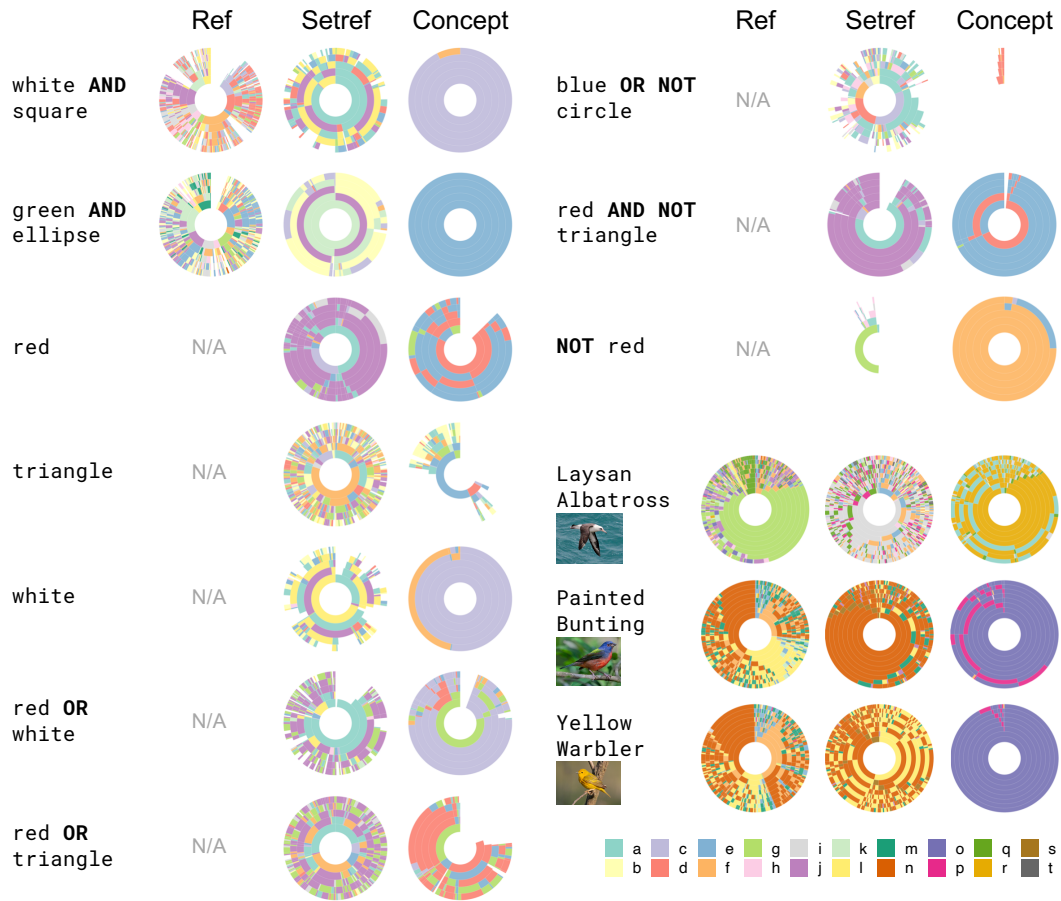 Ref Setref Concept
white AND
square
green AND
ellipse
red N/A
triangle N/A
white N/A
red OR
white
N/A
red OR
triangle
N/A
Ref Setref Concept
blue OR NOT
circle
N/A
red AND NOT
triangle
N/A
NOT red N/A
Laysan
Albatross
Painted
Bunting
Yellow
Warbler
a c e g i k m o q s
b d f h j l n p r t